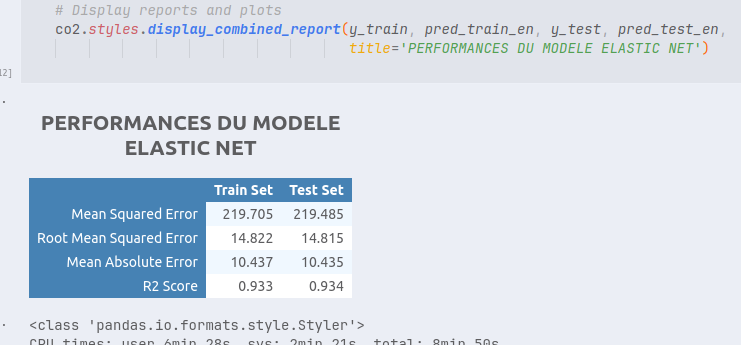 # Display reports and plots
co2.styles.display_combined_report(y_train, pred_train_en, y_test, pred_test_en,
title='PERFORMANCES DU MODELE ELASTIC NET')
12]
PERFORMANCES DU MODELE
ELASTIC NET
Train Set Test Set
Mean Squared Error 219.705 219.485
Root Mean Squared Error 14.822 14.815
Mean Absolute Error 10.437 10.435
R2 Score 0.933 0.934
<class 'pandas.io.formats.style.Styler'>
CPU times: user 6min 28s, sys: 2min 21s, total: 8min 50s